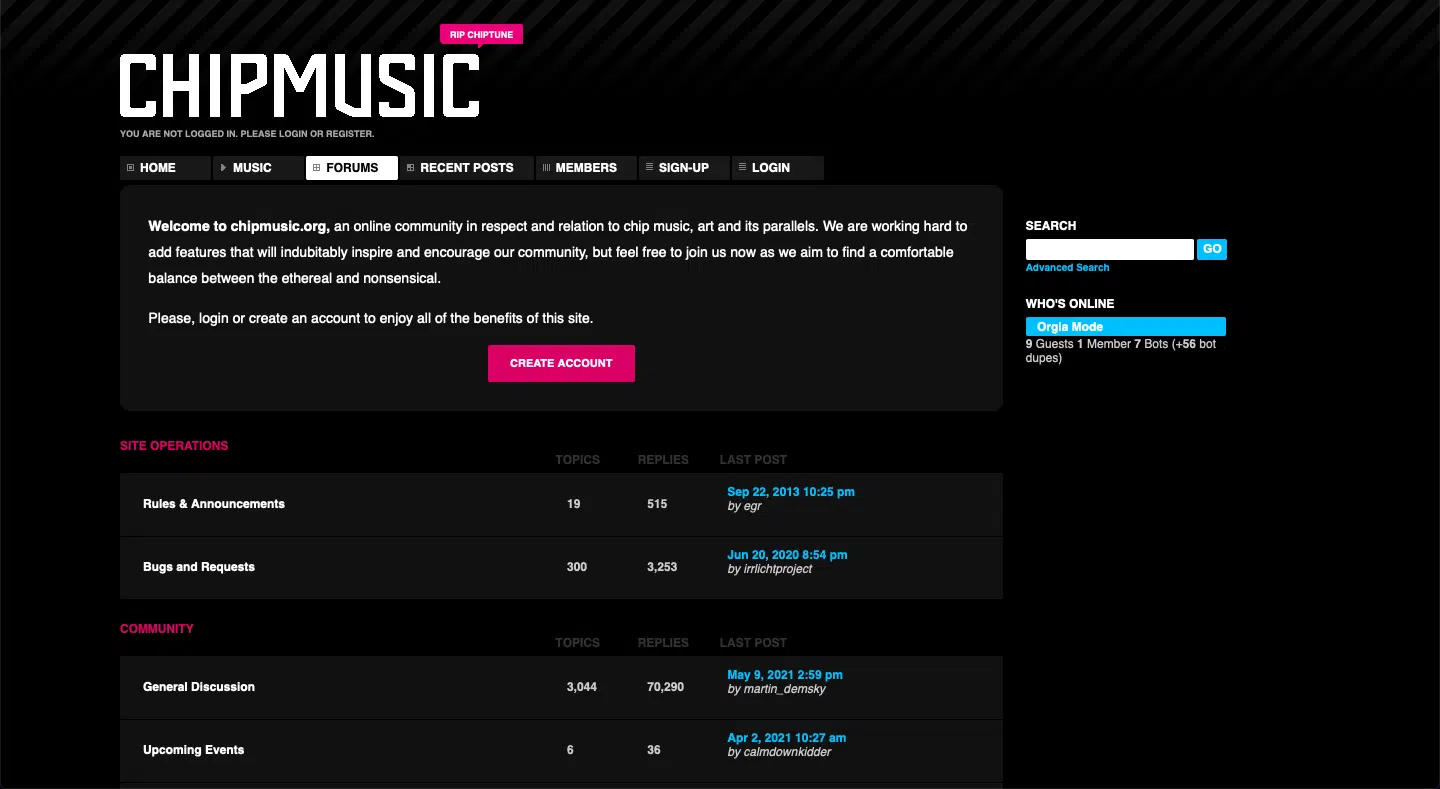 RIP CHIPTUNE
CHIPMUSIC
YOU ARE NOT LOGGED IN. PLEASE LOGIN OR REGISTER.
HOME MUSIC FORUMS RECENT POSTS MEMBERS SIGN-UP LOGIN
Welcome to chipmusic.org, an online community in respect and relation to chip music, art and its parallels. We are working hard to
add features that will indubitably inspire and encourage our community, but feel free to join us now as we aim to find a comfortable
balance between the ethereal and nonsensical.
Please, login or create an account to enjoy all of the benefits of this site.
CREATE ACCOUNT
SEARCH
GO
Advanced Search
WHO'S ONLINE
Orgia Mode
9 Guests 1 Member 7 Bots (+56 bot
dupes)
SITE OPERATIONS
TOPICS REPLIES LAST POST
Rules & Announcements 19 515 Sep 22, 2013 10:25 pm
by egr
Bugs and Requests 300 3,253 Jun 20, 2020 8:54 pm
by irrlichtproject
COMMUNITY
TOPICS REPLIES LAST POST
General Discussion 3,044 70,290 May 9, 2021 2:59 pm
by martin_demsky
Upcoming Events 6 36 Apr 2, 2021 10:27 am
by calmdownkidder